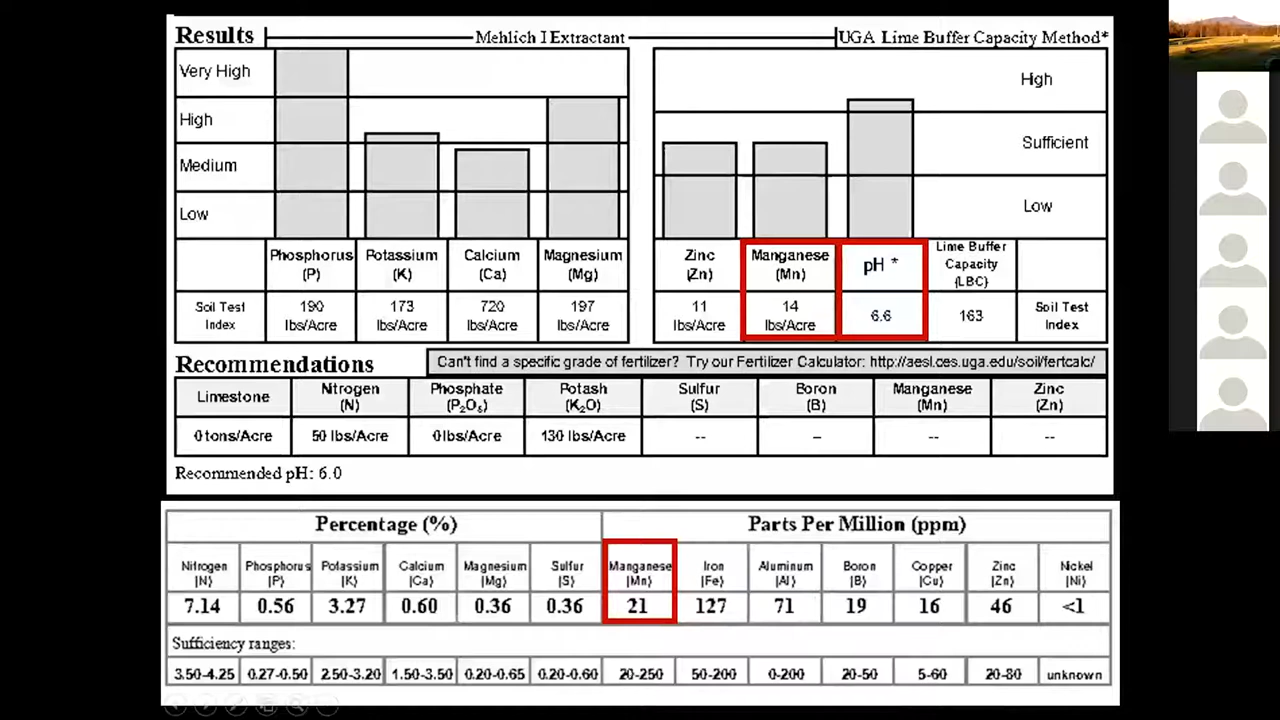 Results Mehlich I Extractant UGA Lime Buffer Capacity Method*
Very High High
High Sufficient
Medium
Low Low
Phosphorus (P) Potassium (K) Calcium (Ca) Magnesium (Mg) Zinc (Zn) Manganese (Mn) pH * Lime Buffer Capacity (LBC)
Soil Test Index 190 lbs/Acre 173 lbs/Acre 720 lbs/Acre 197 lbs/Acre 11 lbs/Acre 14 lbs/Acre 6.6 163 Soil Test Index
Recommendations Can't find a specific grade of fertilizer? Try our Fertilizer Calculator: http://aesl.ces.uga.edu/soil/fertcalc/
Limestone Nitrogen (N) Phosphate (P₂O₅) Potash (K₂O) Sulfur (S) Boron (B) Manganese (Mn) Zinc (Zn)
0 tons/Acre 50 lbs/Acre 0 lbs/Acre 130 lbs/Acre -- – -- --
Recommended pH: 6.0
Percentage (%) Parts Per Million (ppm)
Nitrogen (N) Phosphorus (P) Potassium (K) Calcium (Ca) Magnesium (Mg) Sulfur (S) Manganese (Mn) Iron (Fe) Aluminum (Al) Boron (B) Copper (Cu) Zinc (Zn) Nickel (Ni)
7.14 0.56 3.27 0.60 0.36 0.36 21 127 71 19 16 46 <1
Sufficiency ranges:
3.50-4.25 0.27-0.50 2.50-3.20 1.50-3.50 0.20-0.65 0.20-0.60 20-250 50-200 0-200 20-50 5-60 20-80 unknown